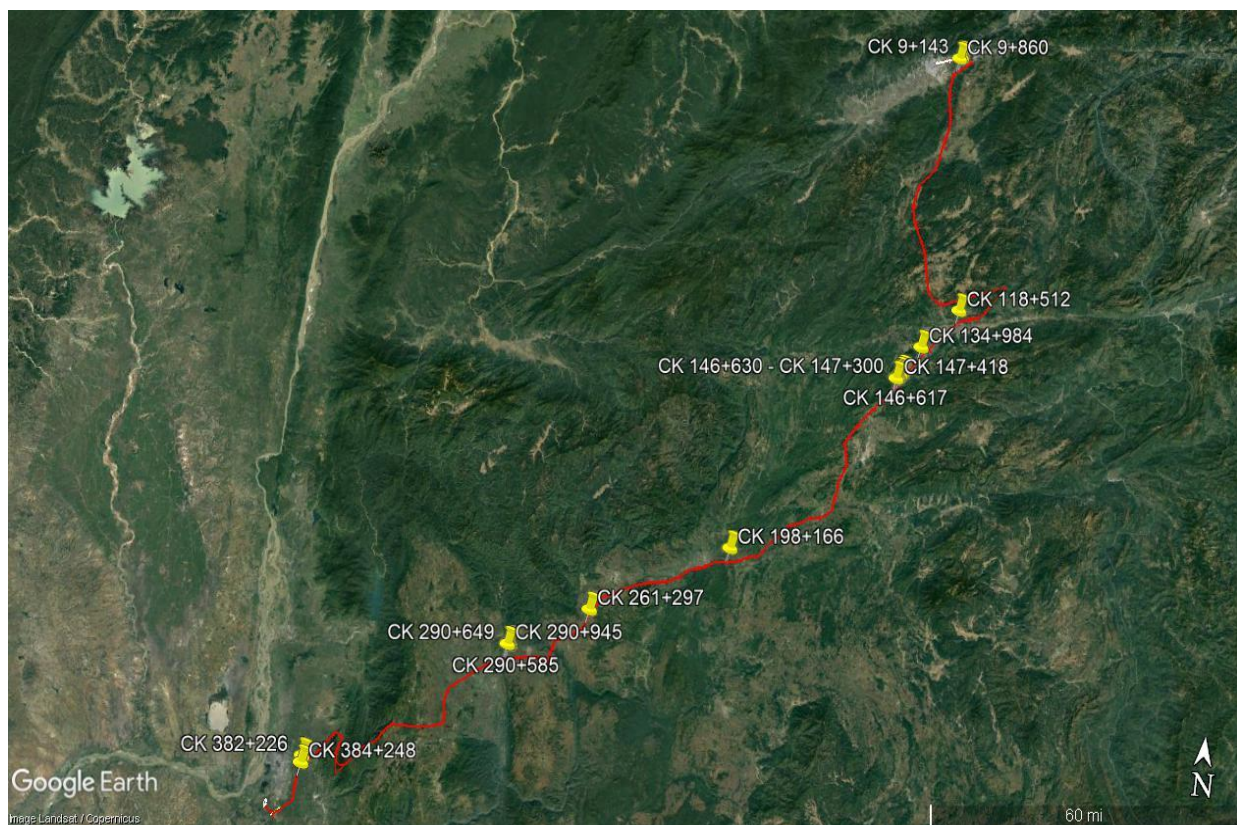 CK 9+143
CK 9+860
CK 118+512
CK 134+984
CK 146+630 - CK 147+300
CK 147+418
CK 146+617
CK 198+166
CK 261+297
CK 290+649
CK 290+945
CK 290+585
CK 382+226
CK 384+248
Google Earth
N
Image Landsat / Copernicus
60 mi